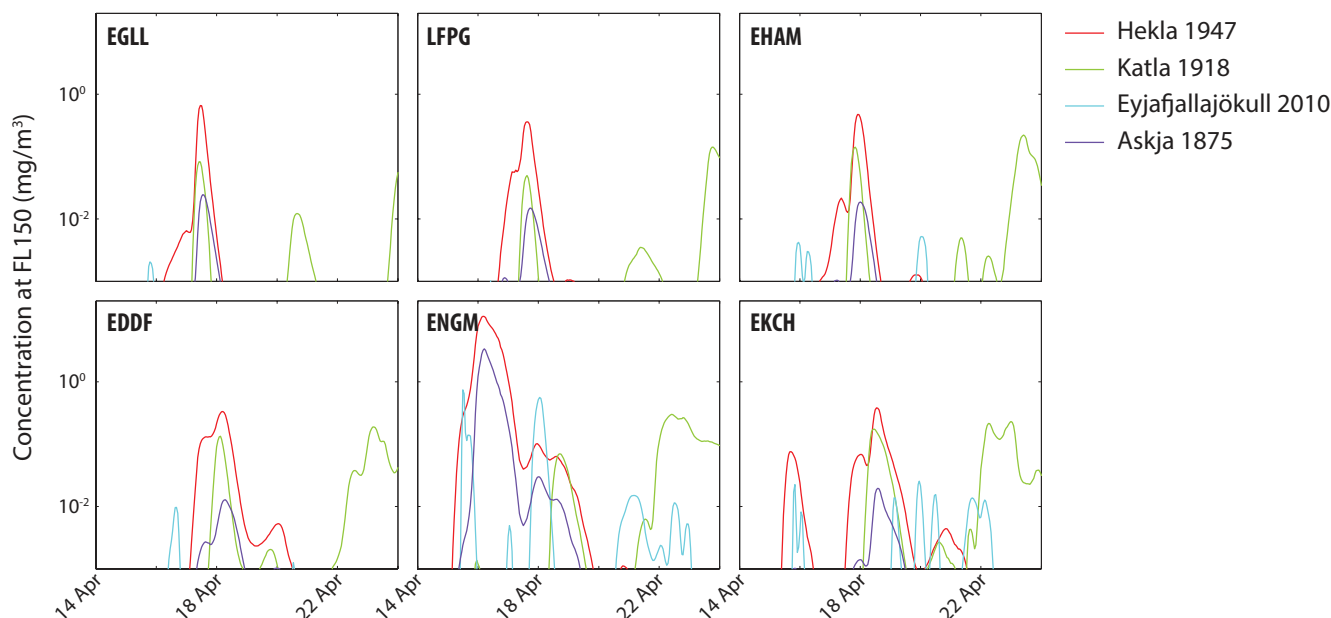 EGLL
LFPG
EHAM
Hekla 1947
Katla 1918
Eyjafjallajökull 2010
Askja 1875
Concentration at FL150 (mg/m³)
10⁰
10⁻²
EDDF
ENGM
EKCH
10⁰
10⁻²
14 Apr
18 Apr
22 Apr
14 Apr
18 Apr
22 Apr
14 Apr
18 Apr
22 Apr